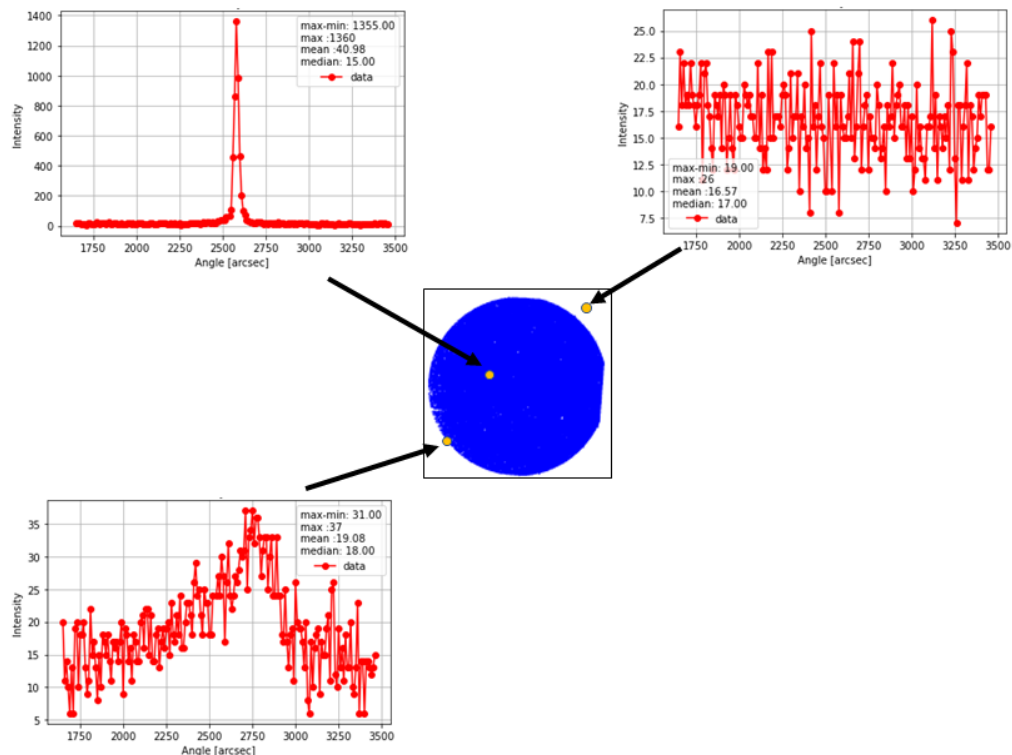 1400
1200
1000
800
600
400
200
0
Intensity
max-min: 1355.00
max :1360
mean :40.98
median: 15.00
data
1750 2000 2250 2500 2750 3000 3250 3500
Angle [arcsec]
25.0
22.5
20.0
17.5
15.0
12.5
10.0
7.5
Intensity
max-min: 19.00
max :26
mean :16.57
median: 17.00
data
1750 2000 2250 2500 2750 3000 3250 3500
Angle [arcsec]
35
30
25
20
15
10
5
Intensity
max-min: 31.00
max :37
mean :19.08
median: 18.00
data
1750 2000 2250 2500 2750 3000 3250 3500
Angle [arcsec]